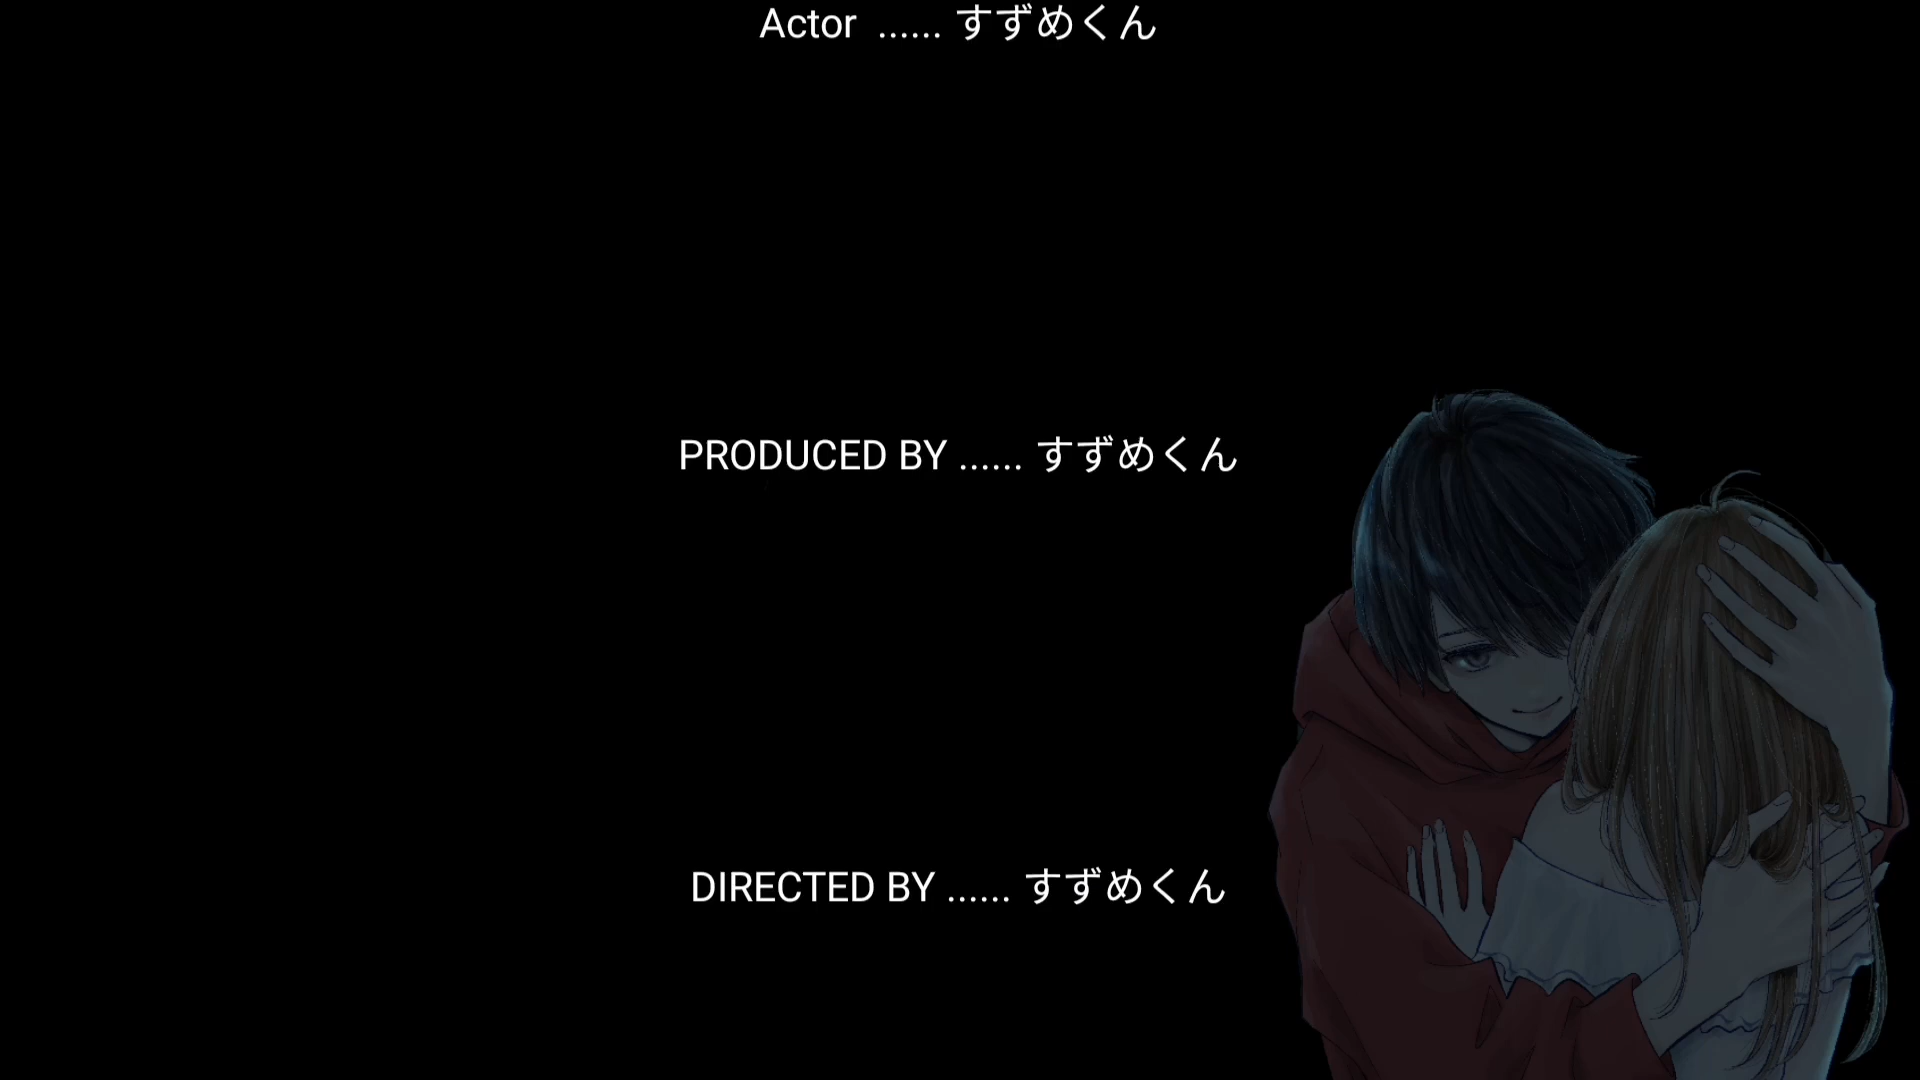 Actor ...... すずめくん
PRODUCED BY ...... すずめくん
DIRECTED BY ...... すずめくん